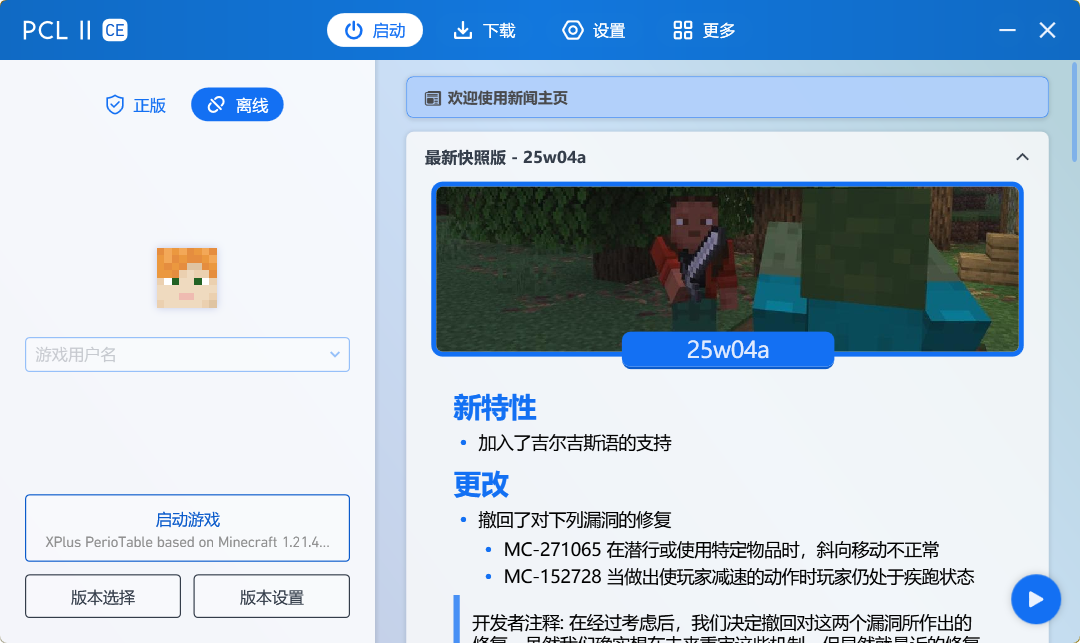 PCL II CE
启动
下载
设置
更多
正版
离线
游戏用户名
启动游戏
XPlus PerioTable based on Minecraft 1.21.4...
版本选择
版本设置
欢迎使用新闻主页
最新快照版 - 25w04a
25w04a
新特性
• 加入了吉尔吉斯语的支持
更改
• 撤回了对下列漏洞的修复
• MC-271065 在潜行或使用特定物品时，斜向移动不正常
• MC-152728 当做出使玩家减速的动作时玩家仍处于疾跑状态
开发者注释: 在经过考虑后，我们决定撤回对这两个漏洞所作出的